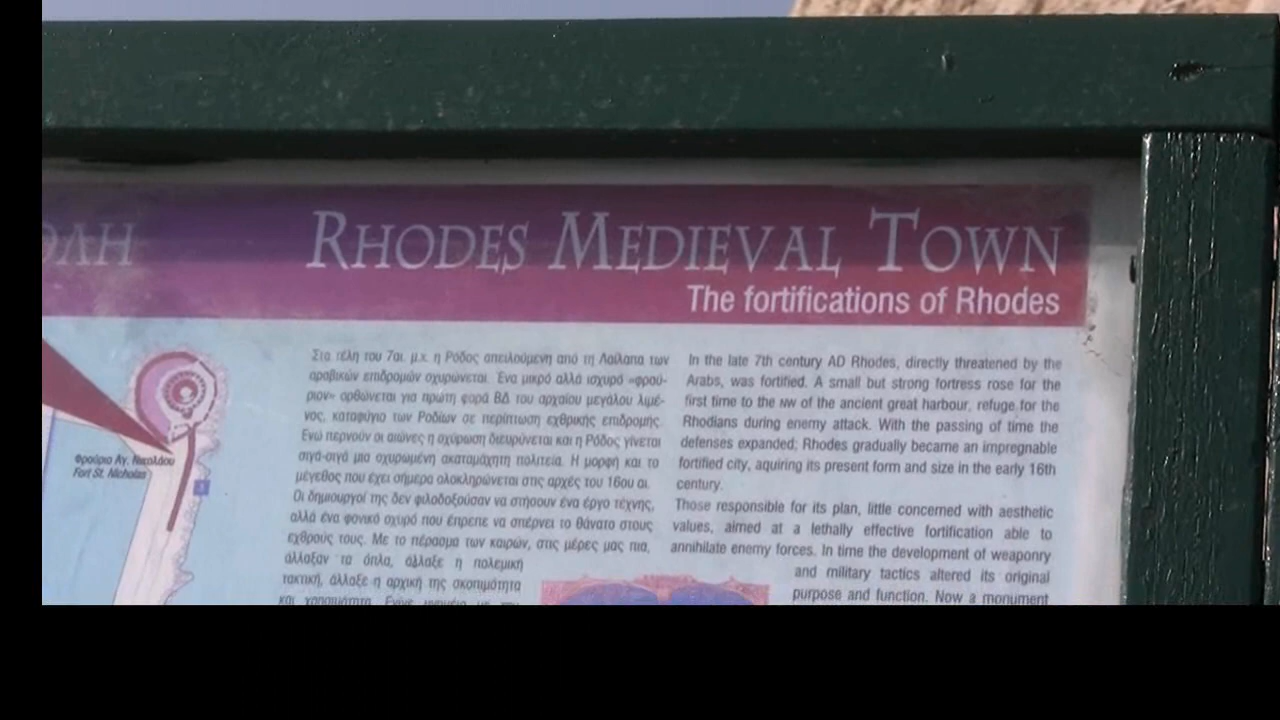 ΟΛΗ
RHODES MEDIEVAL TOWN
The fortifications of Rhodes
Στα τέλη του 7αι. μ.χ. η Ρόδος απειλούμενη από τη λαίλαπα των
αραβικών επιδρομών οχυρώνεται. Ένα μικρό αλλά ισχυρό «φρού-
ριον» ορθώνεται για πρώτη φορά ΒΔ του αρχαίου μεγάλου λιμέ-
νος, καταφύγιο των Ροδίων σε περίπτωση εχθρικής επιδρομής.
Ενώ περνούν οι αιώνες η οχύρωση διευρύνεται και η Ρόδος γίνεται
σιγά-σιγά μια οχυρωμένη ακαταμάχητη πολιτεία. Η μορφή και το
μέγεθος που έχει σήμερα ολοκληρώνεται στις αρχές του 16ου αι.
Οι δημιουργοί της δεν φιλοδοξούσαν να στήσουν ένα έργο τέχνης,
αλλά ένα φονικό οχυρό που έπρεπε να σπέρνει το θάνατο στους
εχθρούς τους. Με το πέρασμα των καιρών, στις μέρες μας πια,
άλλαξαν τα όπλα, άλλαξε η πολεμική
τακτική, άλλαξε η αρχική της σκοπιμότητα
και χρησιμότητα. Έγινε μνημείο
In the late 7th century AD Rhodes, directly threatened by the
Arabs, was fortified. A small but strong fortress rose for the
first time to the NW of the ancient great harbour, refuge for the
Rhodians during enemy attack. With the passing of time the
defenses expanded; Rhodes gradually became an impregnable
fortified city, aquiring its present form and size in the early 16th
century.
Those responsible for its plan, little concerned with aesthetic
values, aimed at a lethally effective fortification able to
annihilate enemy forces. In time the development of weaponry
and military tactics altered its original
purpose and function. Now a monument
Φρούριο Αγ. Νικολάου
Fort St. Nicholas